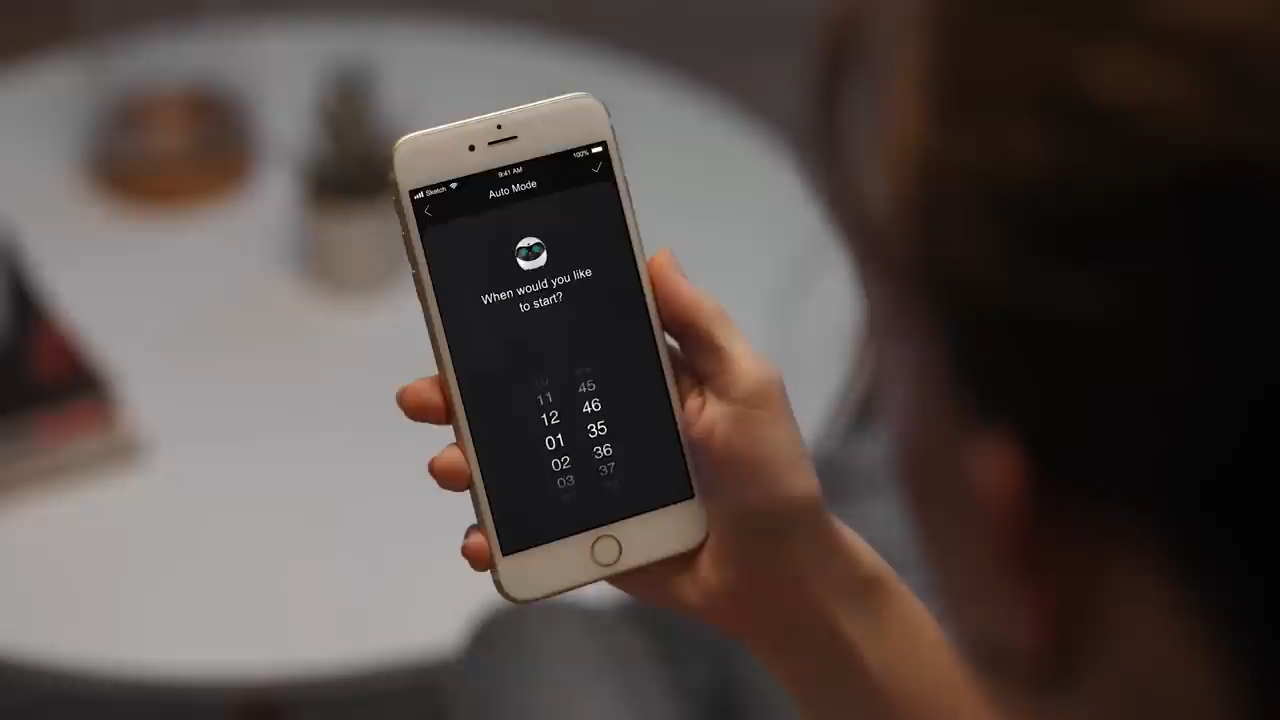 Sketch 9:41 AM 100%
Auto Mode
When would you like
to start?
11 45
12 46
01 35
02 36
03 37